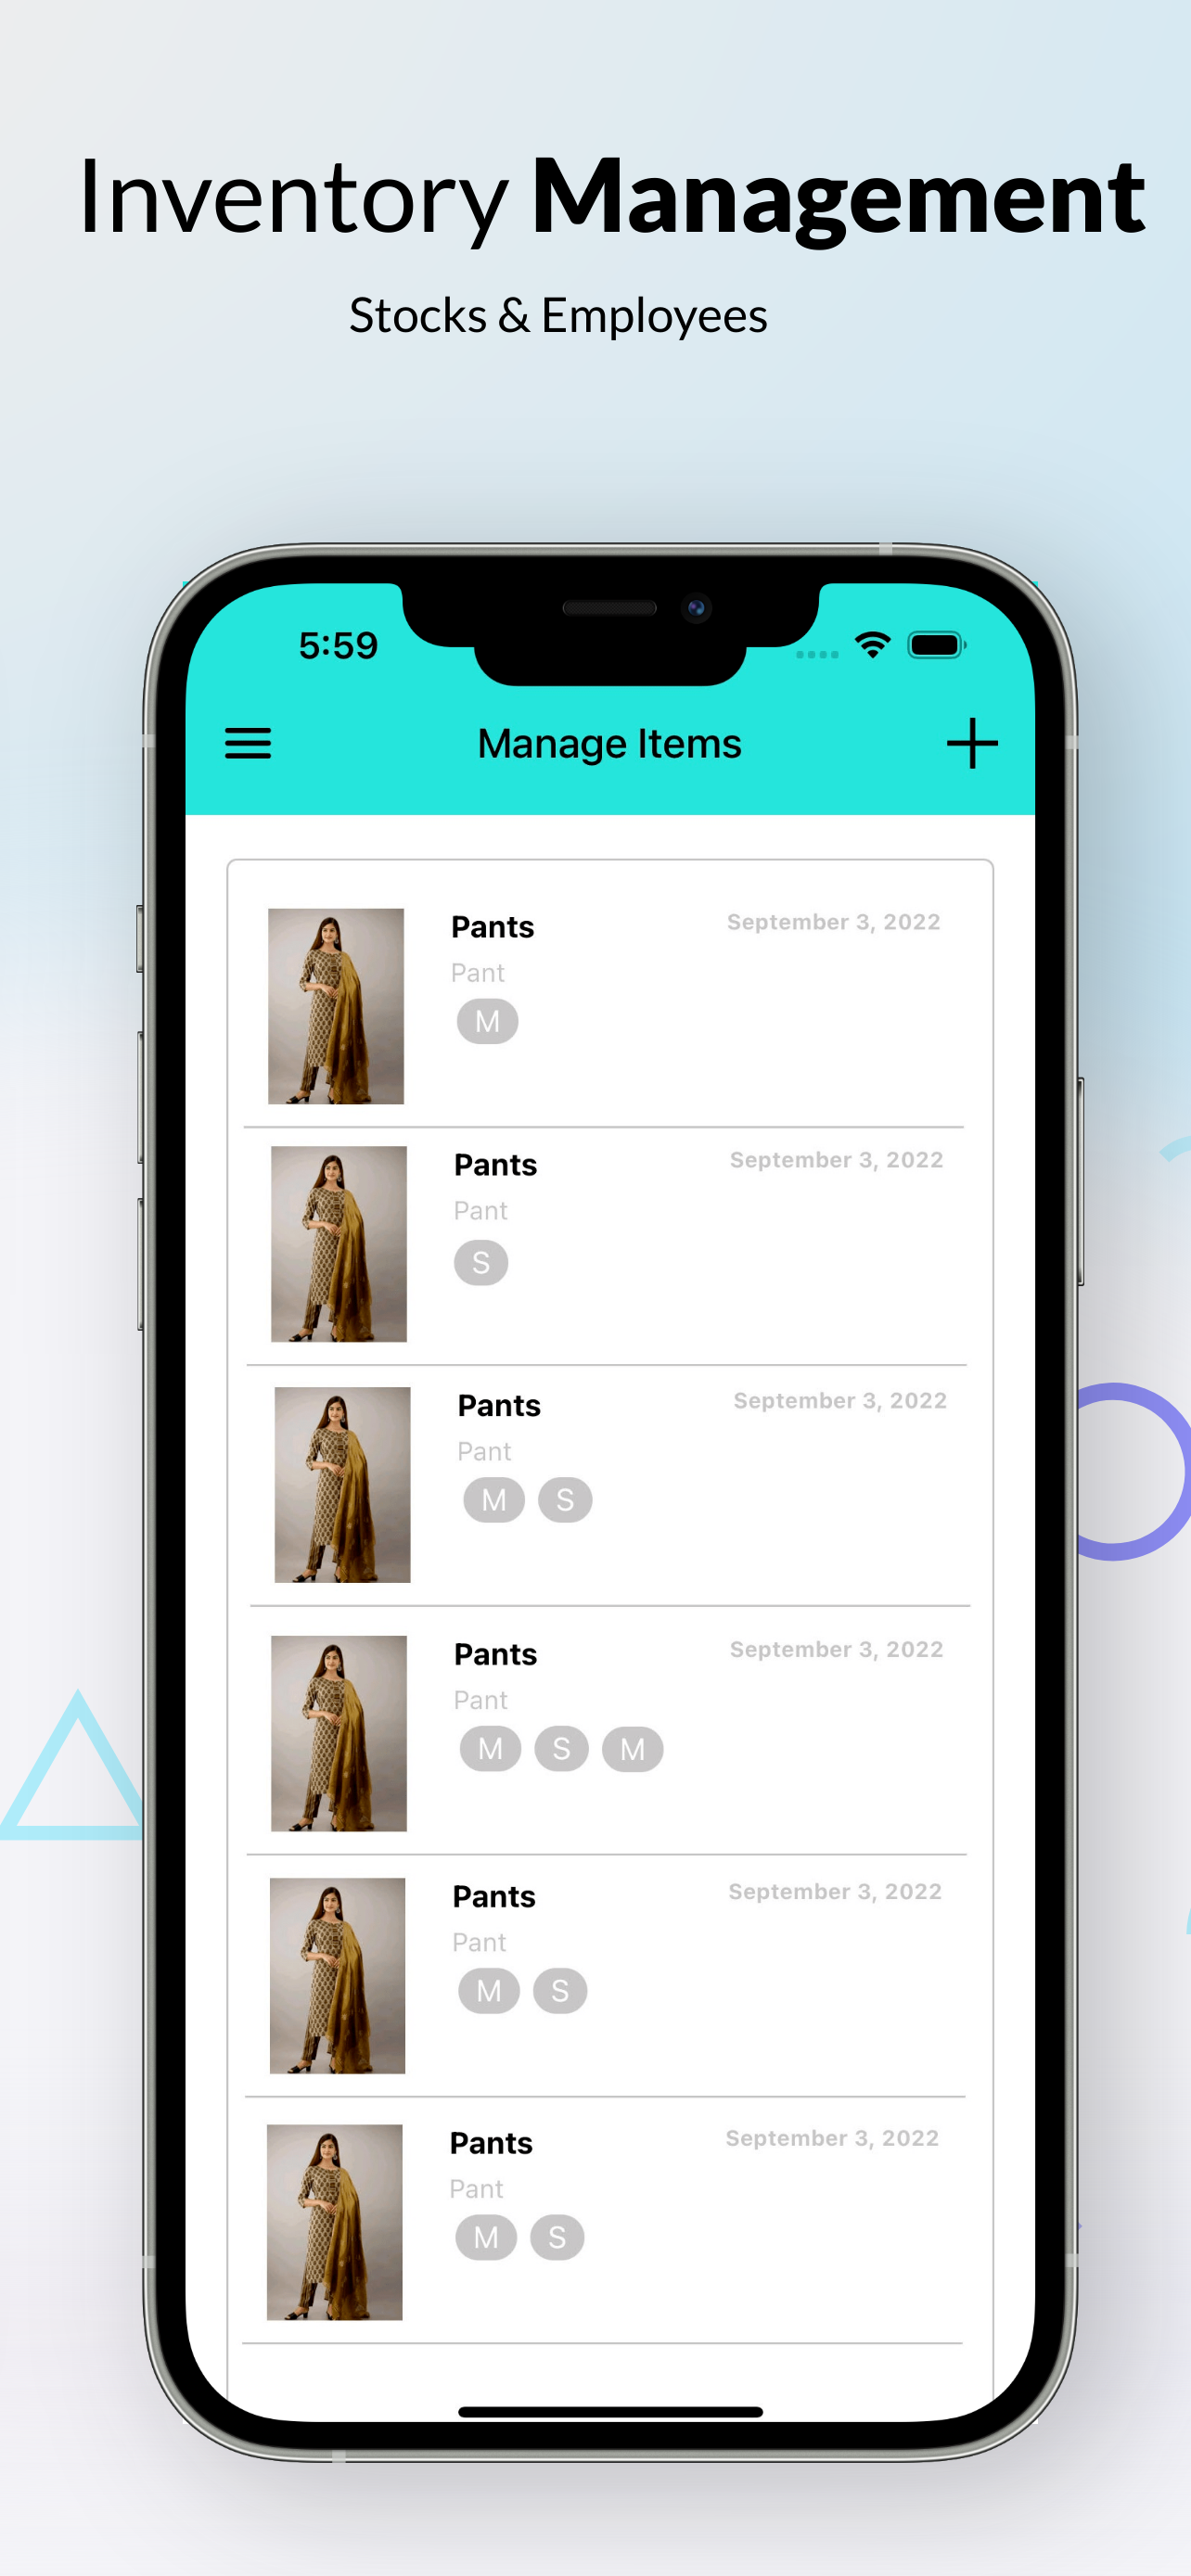 Inventory Management
Stocks & Employees
5:59
Manage Items
Pants September 3, 2022
Pant
M
Pants September 3, 2022
Pant
S
Pants September 3, 2022
Pant
M S
Pants September 3, 2022
Pant
M S M
Pants September 3, 2022
Pant
M S
Pants September 3, 2022
Pant
M S